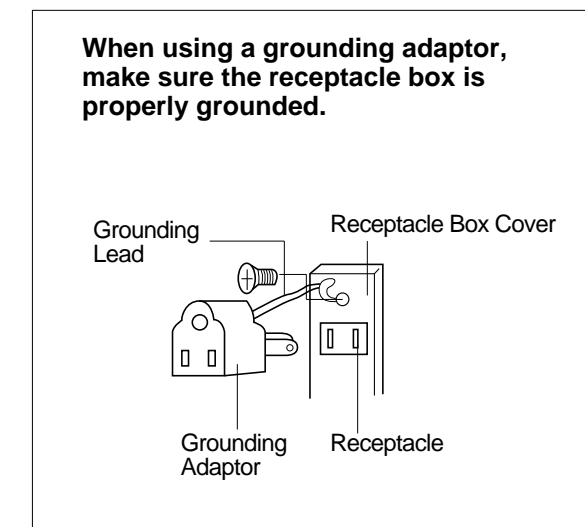 When using a grounding adaptor,
make sure the receptacle box is
properly grounded.
Grounding
Lead
Receptacle Box Cover
Grounding
Adaptor
Receptacle